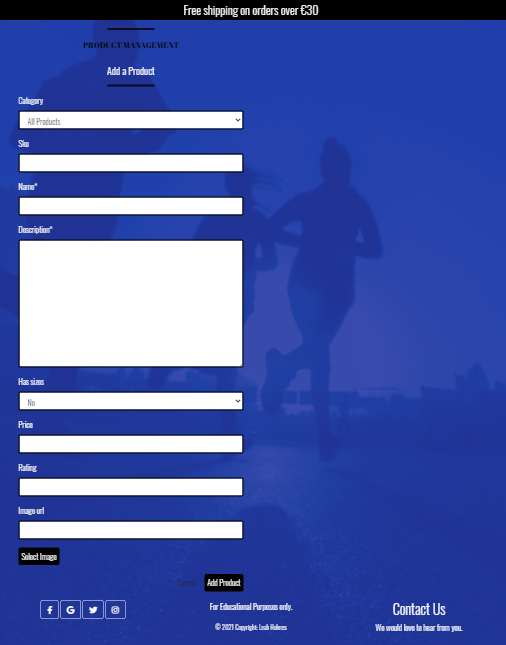 Free shipping on orders over €30
PRODUCT MANAGEMENT
Add a Product
Category
All Products
Sku
Name*
Description*
Has sizes
No
Price
Rating
Image url
Select Image
Cancel
Add Product
For Educational Purposes only.
© 2021 Copyright: Leah Holmes
Contact Us
We would love to hear from you.